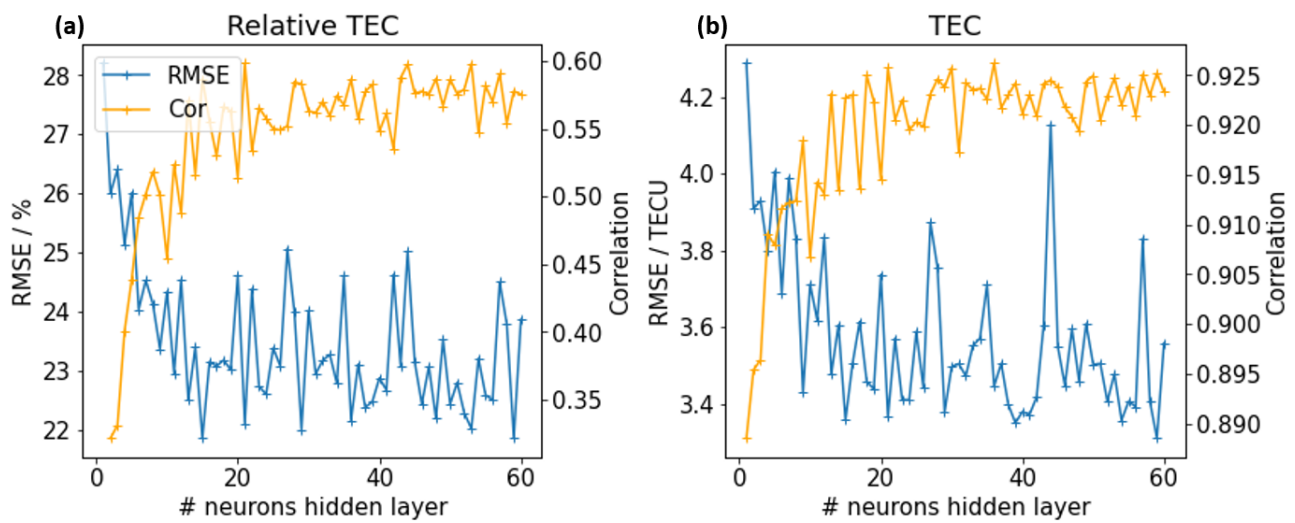 (a)
Relative TEC
RMSE
Cor
RMSE / %
28
27
26
25
24
23
22
0.60
0.55
0.50
0.45
0.40
0.35
Correlation
0
20
40
60
# neurons hidden layer
(b)
TEC
RMSE / TECU
4.2
4.0
3.8
3.6
3.4
0.925
0.920
0.915
0.910
0.905
0.900
0.895
0.890
Correlation
0
20
40
60
# neurons hidden layer